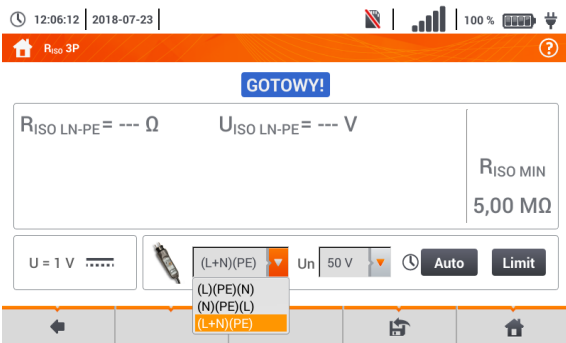 12:06:12 2018-07-23 100 %
RISO 3P ?
GOTOWY!
RISO LN-PE= --- Ω UISO LN-PE= --- V
RISO MIN
5,00 MΩ
U = 1 V (L+N)(PE) Un 50 V Auto Limit
(L)(PE)(N)
(N)(PE)(L)
(L+N)(PE)